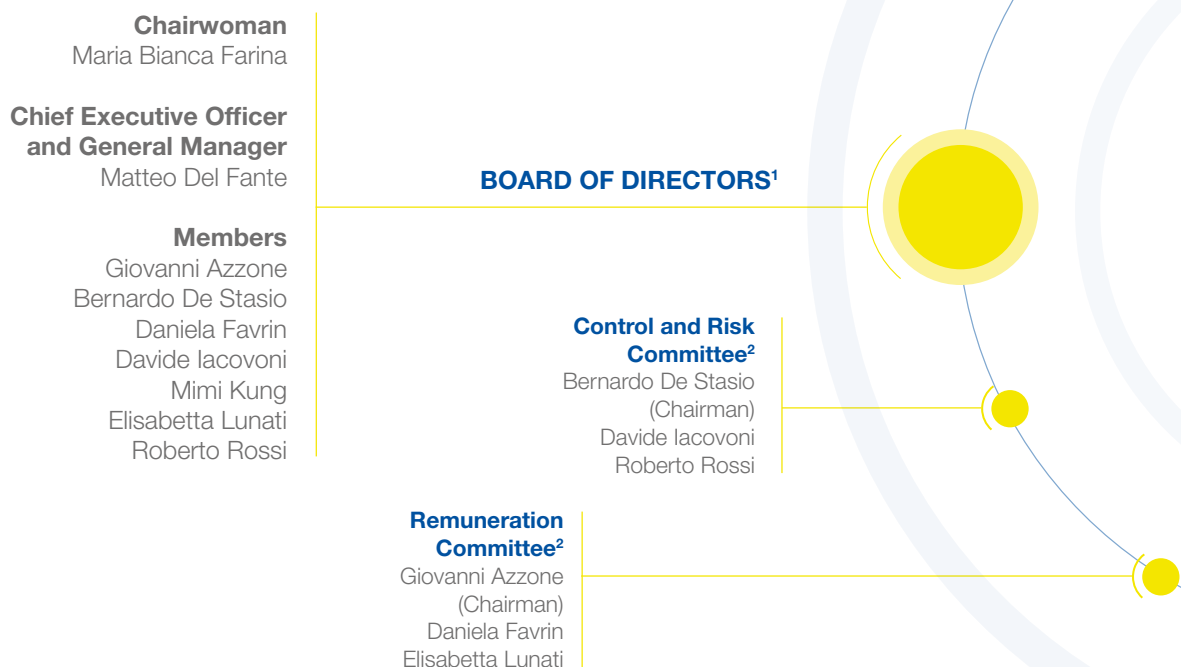 Chairwoman
Maria Bianca Farina
Chief Executive Officer
and General Manager
Matteo Del Fante
Members
Giovanni Azzone
Bernardo De Stasio
Daniela Favrin
Davide Iacovoni
Mimi Kung
Elisabetta Lunati
Roberto Rossi
BOARD OF DIRECTORS¹
Control and Risk
Committee²
Bernardo De Stasio
(Chairman)
Davide Iacovoni
Roberto Rossi
Remuneration
Committee²
Giovanni Azzone
(Chairman)
Daniela Favrin
Elisabetta Lunati